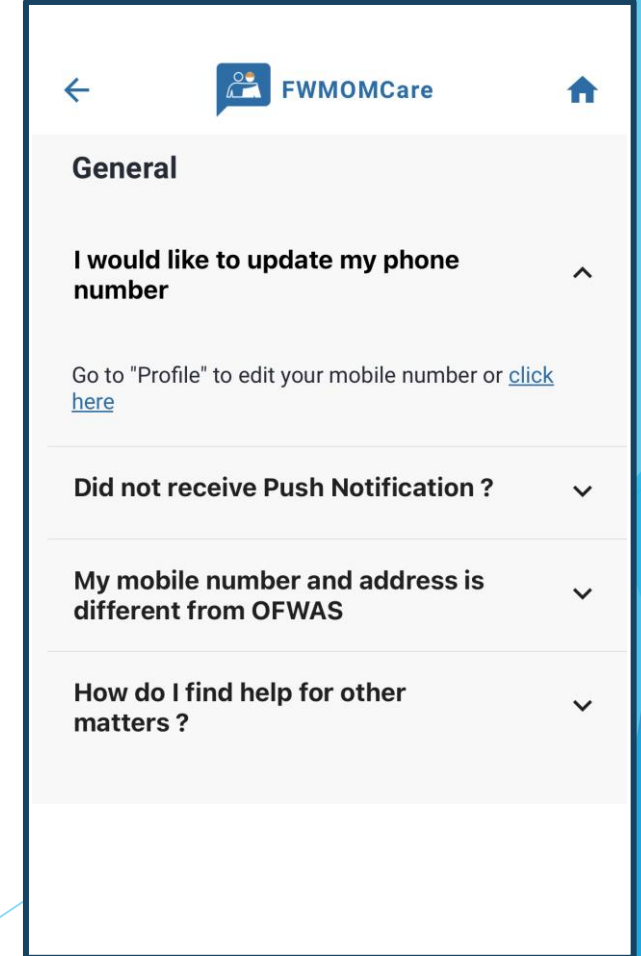 FWMOMCare
General
I would like to update my phone
number
Go to "Profile" to edit your mobile number or click
here
Did not receive Push Notification ?
My mobile number and address is
different from OFWAS
How do I find help for other
matters ?